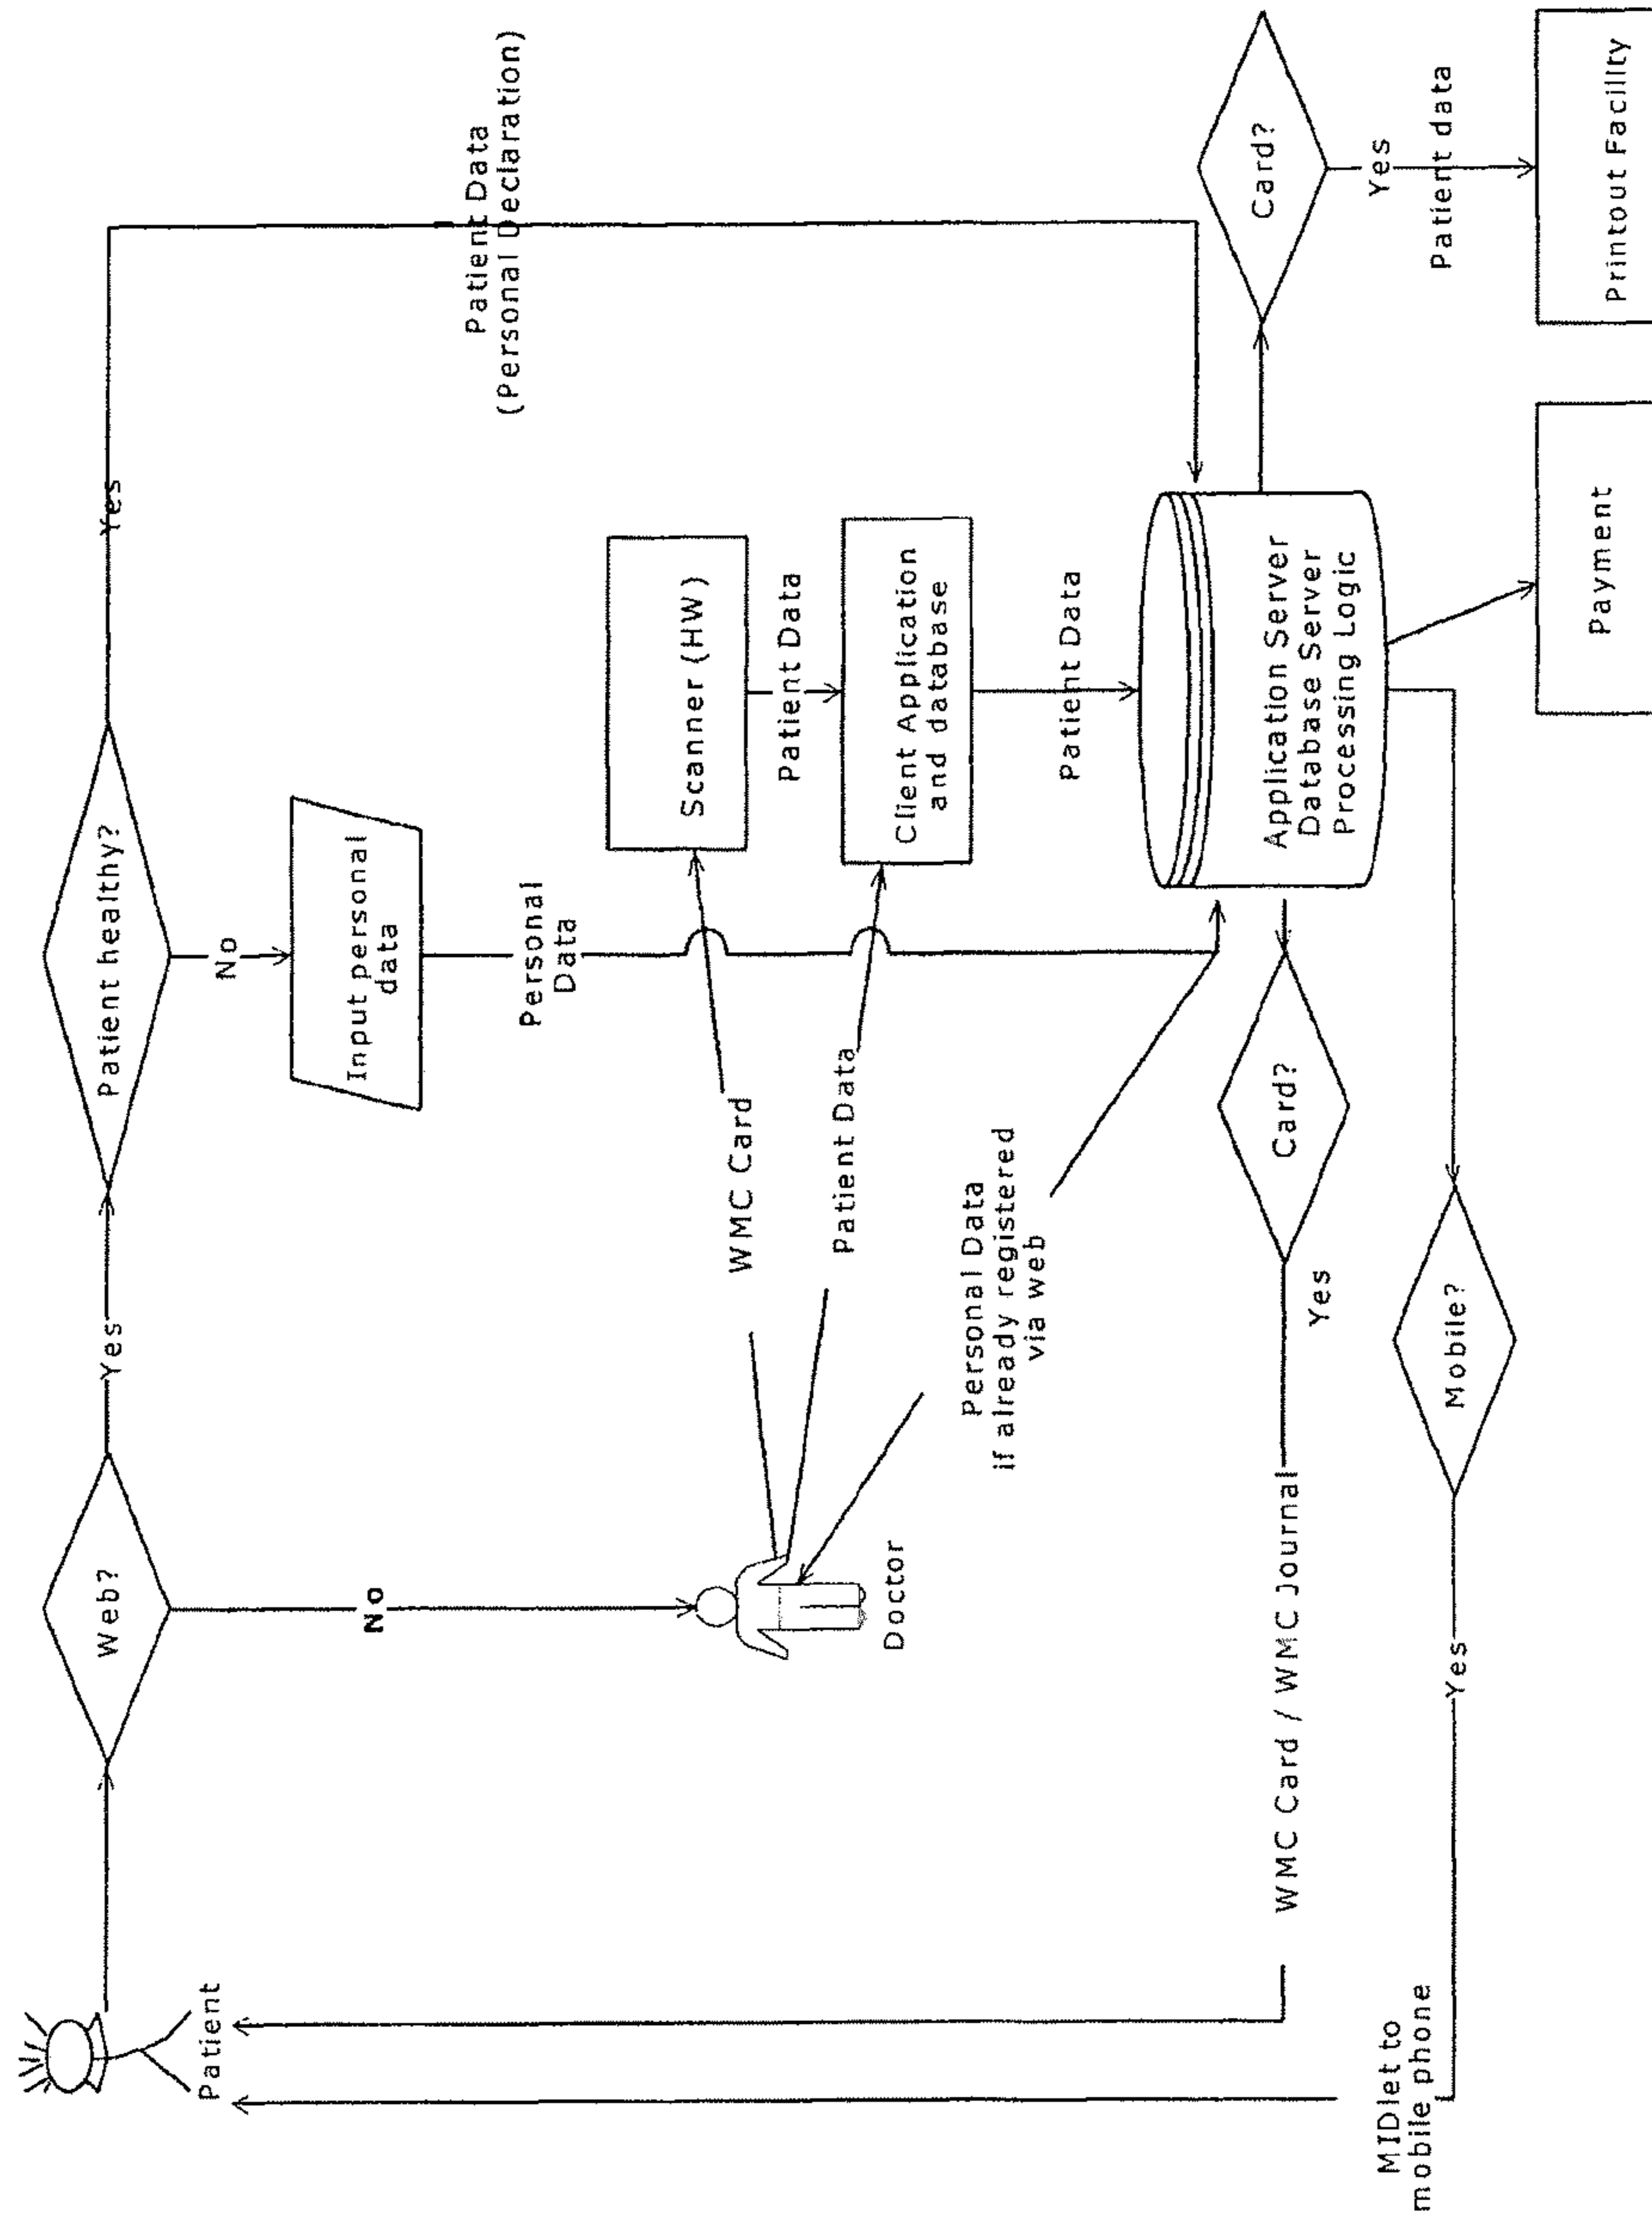 Patient
Web?
Yes
No
Patient healthy?
Yes
No
Input personal
data
Personal
Data
Patient Data
(Personal Declaration)
Scanner (HW)
Patient Data
Client Application
and database
Patient Data
WMC Card
Patient Data
Doctor
Personal Data
if already registered
via web
Application Server
Database Server
Processing Logic
Card?
Yes
WMC Card / WMC Journal
Card?
Yes
Patient data
Mobile?
Yes
MIDlet to
mobile phone
Payment
Printout Facility